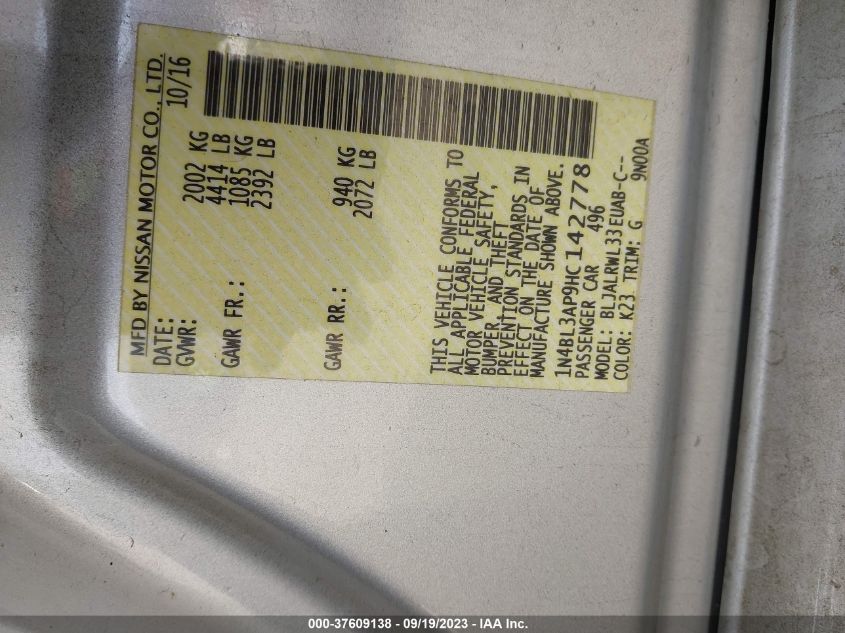 MFD BY NISSAN MOTOR CO., LTD.
DATE: 10/16
GVWR: 2002 KG
4414 LB
GAWR FR.: 1085 KG
2392 LB
GAWR RR.: 940 KG
2072 LB
THIS VEHICLE CONFORMS TO
ALL APPLICABLE FEDERAL
MOTOR VEHICLE SAFETY,
BUMPER, AND THEFT
PREVENTION STANDARDS IN
EFFECT ON THE DATE OF
MANUFACTURE SHOWN ABOVE.
1N4BL3AP9HC142778
PASSENGER CAR 496
MODEL: BLJALRWL33EUAB-C--
COLOR: K23 TRIM: G 9N00A
000-37609138 - 09/19/2023 - IAA Inc.